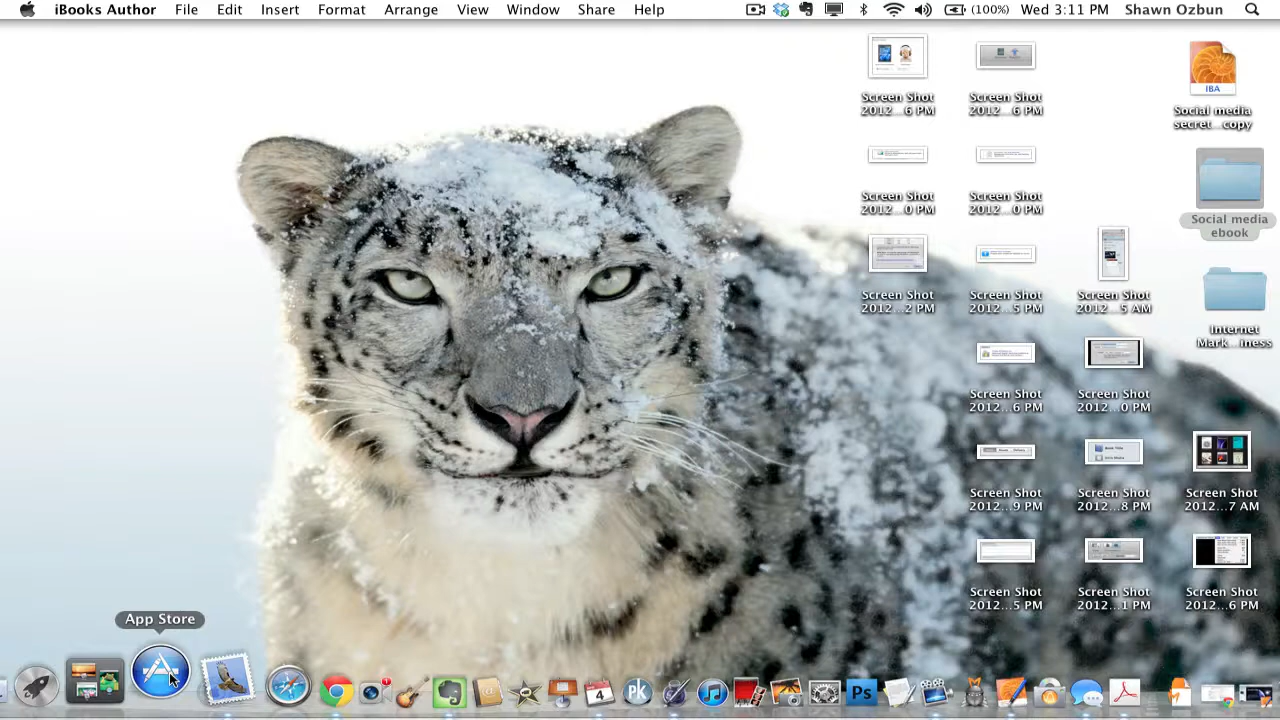 iBooks Author File Edit Insert Format Arrange View Window Share Help (100%) Wed 3:11 PM Shawn Ozbun
Screen Shot
2012...6 PM
Screen Shot
2012...6 PM
IBA
Social media
secret...copy
Screen Shot
2012...0 PM
Screen Shot
2012...0 PM
Social media
ebook
Screen Shot
2012...2 PM
Screen Shot
2012...5 PM
Screen Shot
2012...5 AM
Internet
Mark...iness
Screen Shot
2012...6 PM
Screen Shot
2012...0 PM
Screen Shot
2012...9 PM
Screen Shot
2012...8 PM
Screen Shot
2012...7 AM
Screen Shot
2012...5 PM
Screen Shot
2012...1 PM
Screen Shot
2012...6 PM
App Store
1
4
pk
Ps